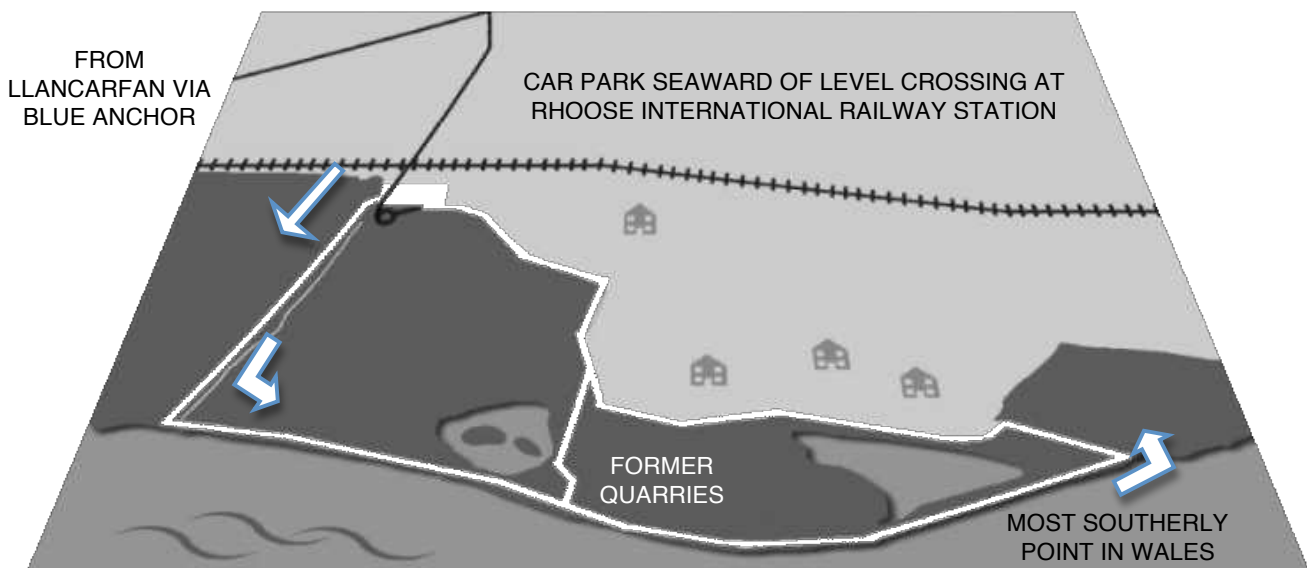 FROM
LLANCARFAN VIA
BLUE ANCHOR
CAR PARK SEAWARD OF LEVEL CROSSING AT
RHOOSE INTERNATIONAL RAILWAY STATION
FORMER
QUARRIES
MOST SOUTHERLY
POINT IN WALES